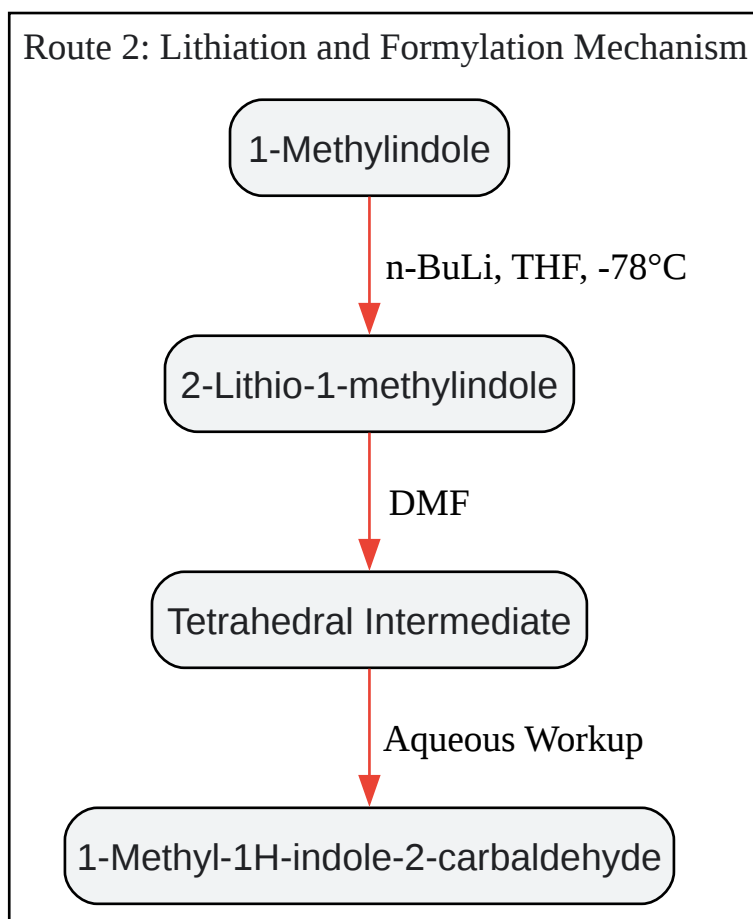 Route 2: Lithiation and Formylation Mechanism
1-Methylindole
n-BuLi, THF, -78°C
2-Lithio-1-methylindole
DMF
Tetrahedral Intermediate
Aqueous Workup
1-Methyl-1H-indole-2-carbaldehyde